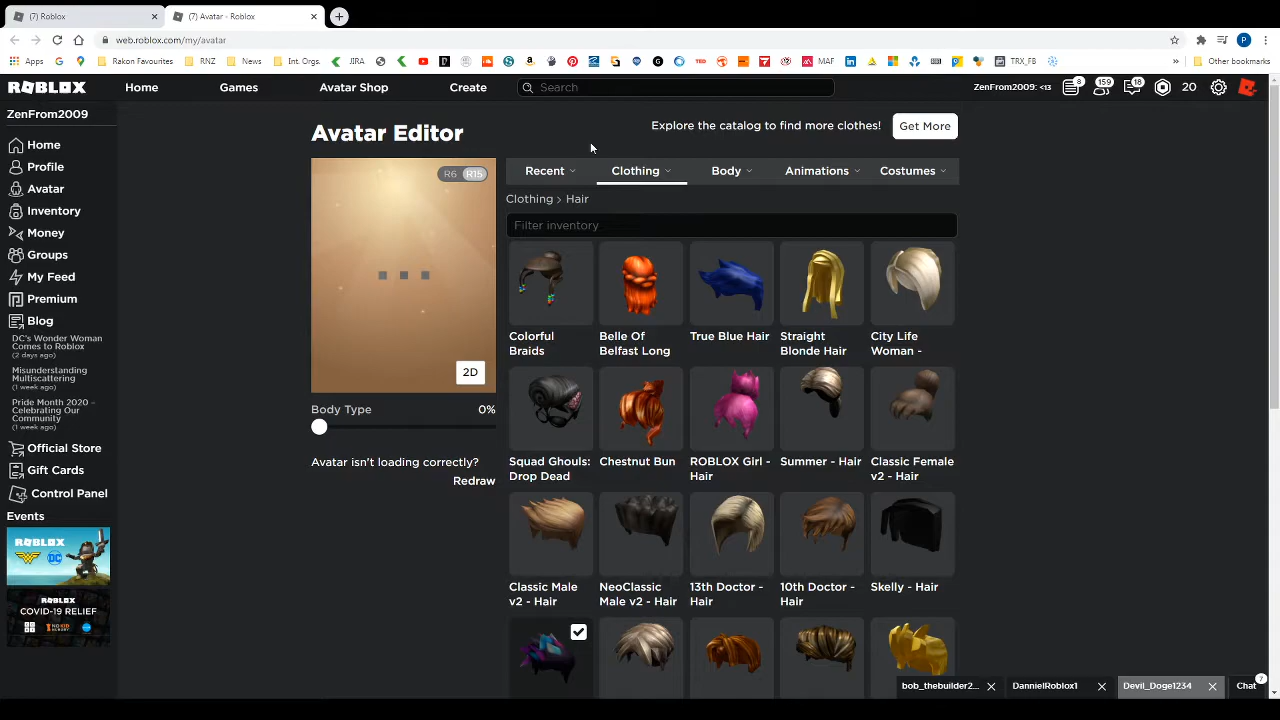 (7) Roblox
(7) Avatar - Roblox
web.roblox.com/my/avatar
Apps
Rakon Favourites
RNZ
News
Int. Orgs.
JIRA
MAF
TRX_FB
Other bookmarks
ROBLOX
Home
Games
Avatar Shop
Create
Search
ZenFrom2009: <13
8
159
18
20
ZenFrom2009
Home
Profile
Avatar
Inventory
Money
Groups
My Feed
Premium
Blog
DC's Wonder Woman
Comes to Roblox
(2 days ago)
Misunderstanding
Multiscattering
(1 week ago)
Pride Month 2020 –
Celebrating Our
Community
(1 week ago)
Official Store
Gift Cards
Control Panel
Events
ROBLOX
DC
ROBLOX
COVID-19 RELIEF
Avatar Editor
Explore the catalog to find more clothes!
Get More
R6
R15
2D
Body Type
0%
Avatar isn't loading correctly?
Redraw
Recent
Clothing
Body
Animations
Costumes
Clothing > Hair
Filter inventory
Colorful
Braids
Belle Of
Belfast Long
True Blue Hair
Straight
Blonde Hair
City Life
Woman -
Squad Ghouls:
Drop Dead
Chestnut Bun
ROBLOX Girl -
Hair
Summer - Hair
Classic Female
v2 - Hair
Classic Male
v2 - Hair
NeoClassic
Male v2 - Hair
13th Doctor -
Hair
10th Doctor -
Hair
Skelly - Hair
bob_thebuilder2...
DannielRoblox1
Devil_Doge1234
Chat
7